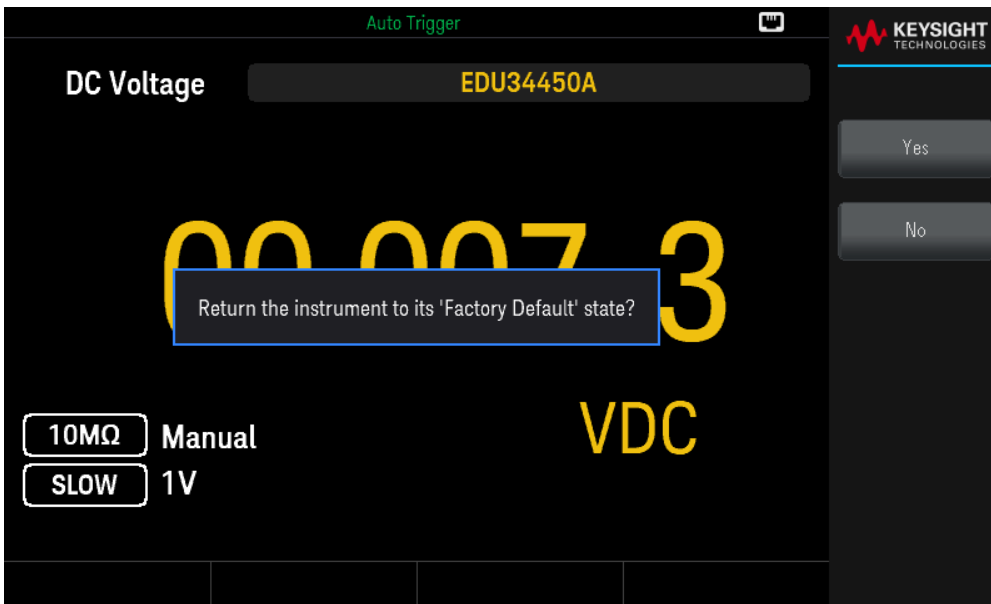 Auto Trigger
KEYSIGHT
TECHNOLOGIES
DC Voltage
EDU34450A
Yes
No
Return the instrument to its 'Factory Default' state?
10MΩ Manual
VDC
SLOW 1V